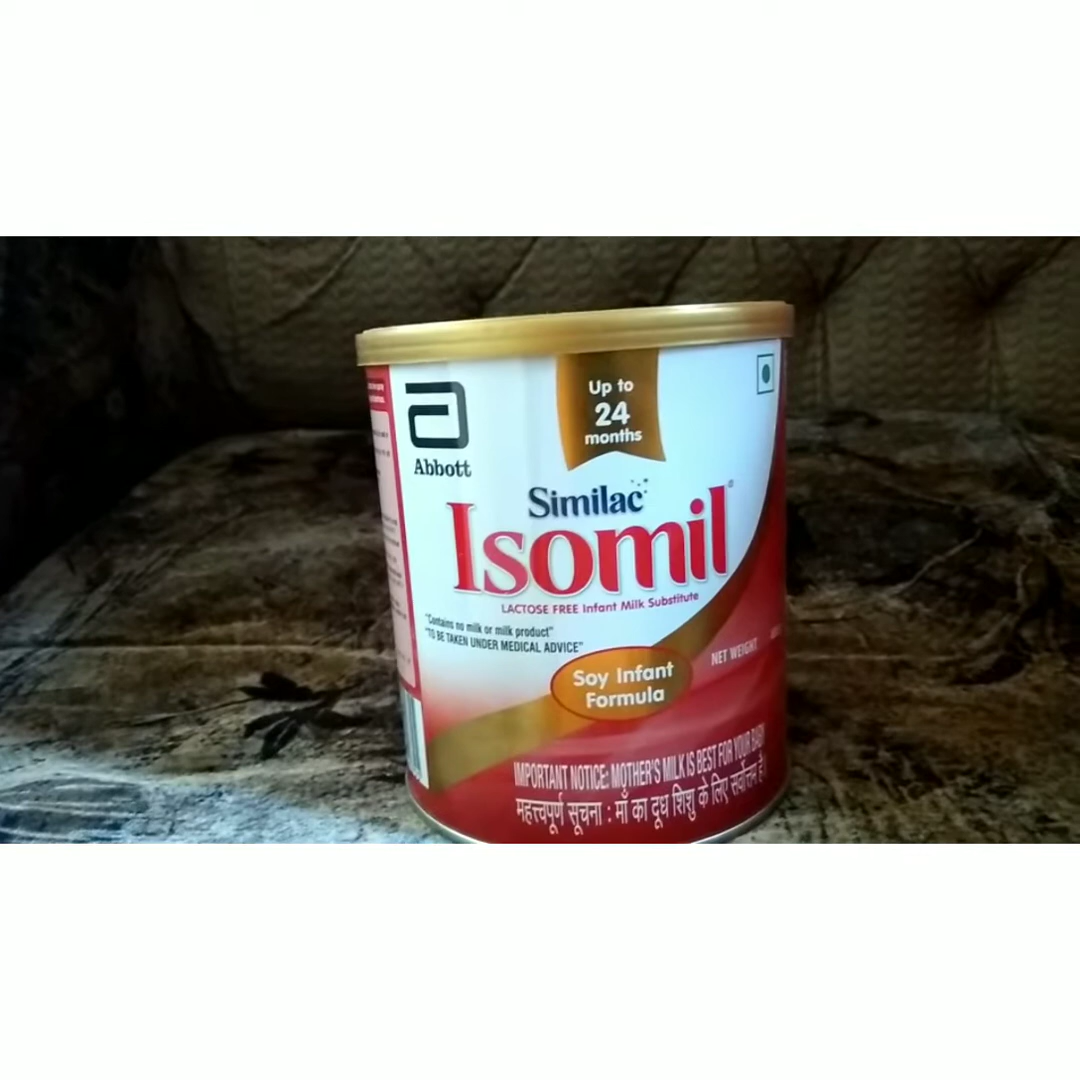 Abbott
Up to
24
months
Similac
Isomil
LACTOSE FREE Infant Milk Substitute
"Contains no milk or milk product"
"TO BE TAKEN UNDER MEDICAL ADVICE"
Soy Infant
Formula
NET WEIGHT
IMPORTANT NOTICE: MOTHER'S MILK IS BEST FOR YOUR BABY
महत्त्वपूर्ण सूचना : माँ का दूध शिशु के लिए सर्वोत्तम है।